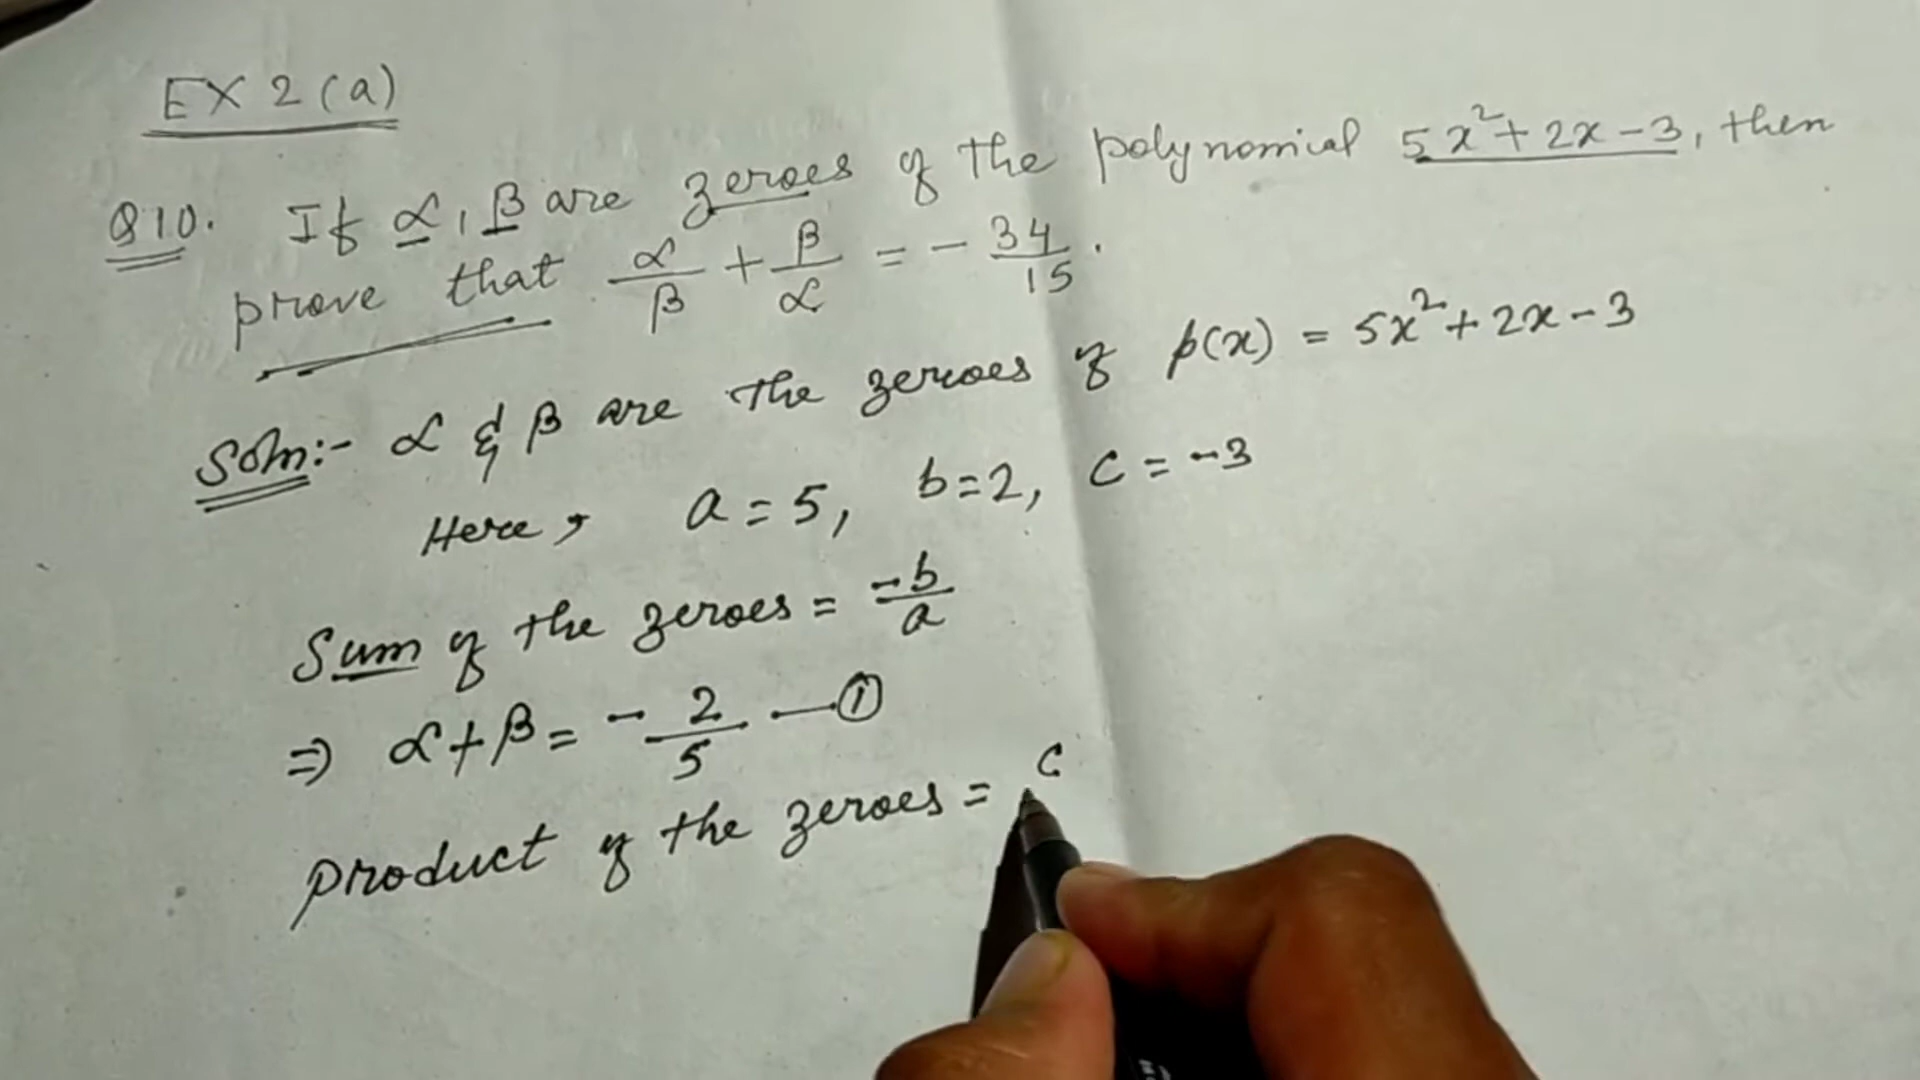 EX 2 (a)
Q10. If α, β are zeroes of the polynomial 5x²+2x-3, then
prove that α/β + β/α = - 34/15.
Soln:- α & β are the zeroes of p(x) = 5x²+2x-3
Here, a=5, b=2, c=-3
Sum of the zeroes = -b/a
⇒ α+β = - 2/5 —①
Product of the zeroes = c